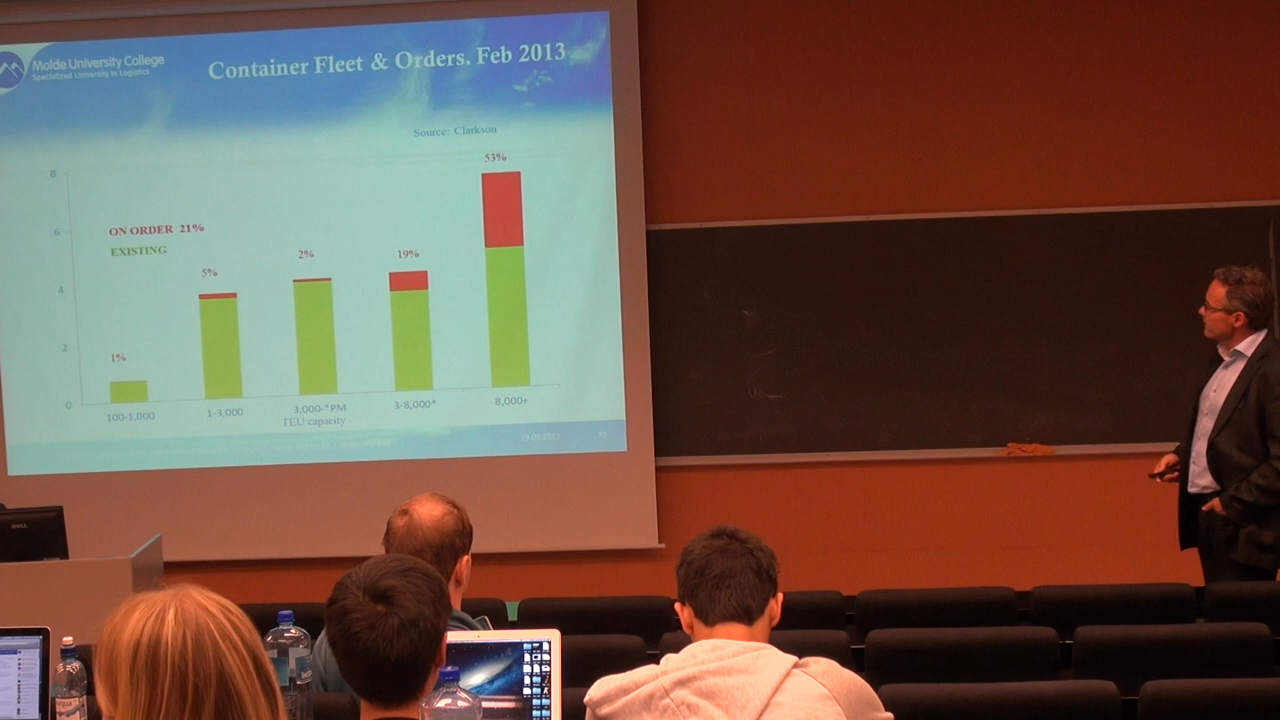 Molde University College
Specialized University in Logistics
Container Fleet & Orders. Feb 2013
Source: Clarkson
53%
8
6
ON ORDER 21%
EXISTING
5%
2%
19%
4
2
1%
0
100-1,000
1-3,000
3,000-*PM
3-8,000*
8,000+
TEU capacity
70
DELL